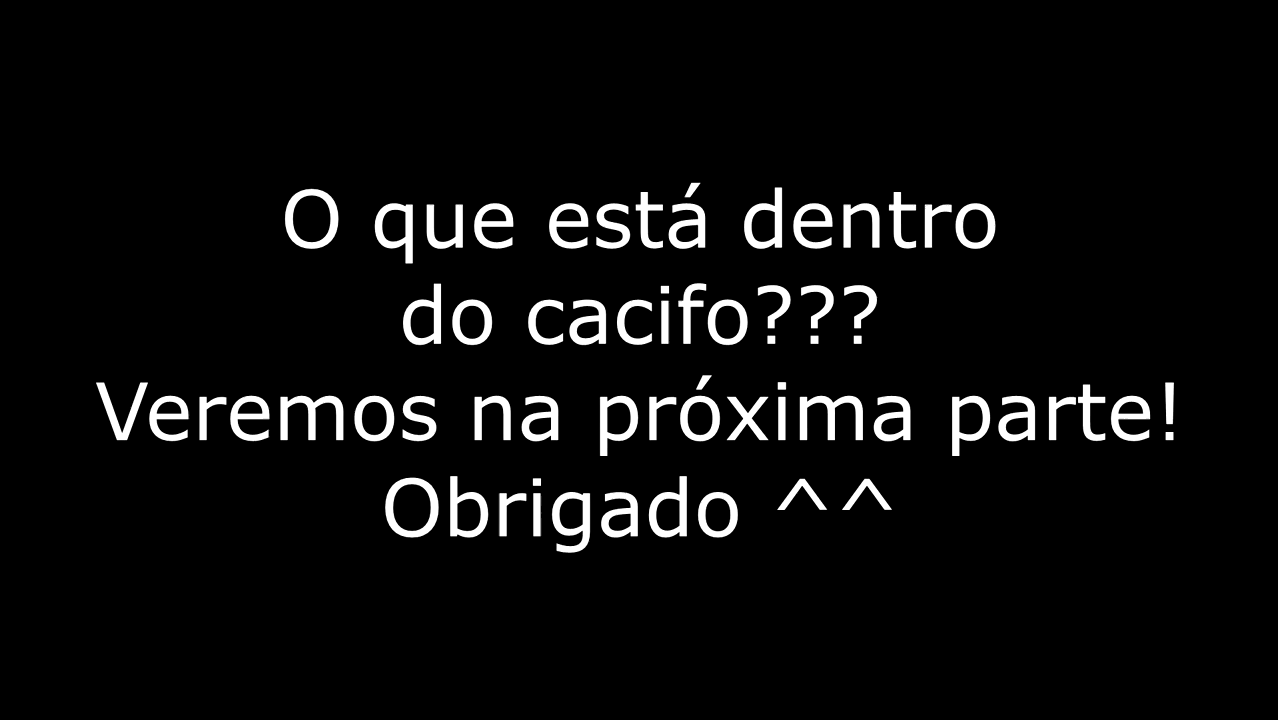 O que está dentro
do cacifo???
Veremos na próxima parte!
Obrigado ^^